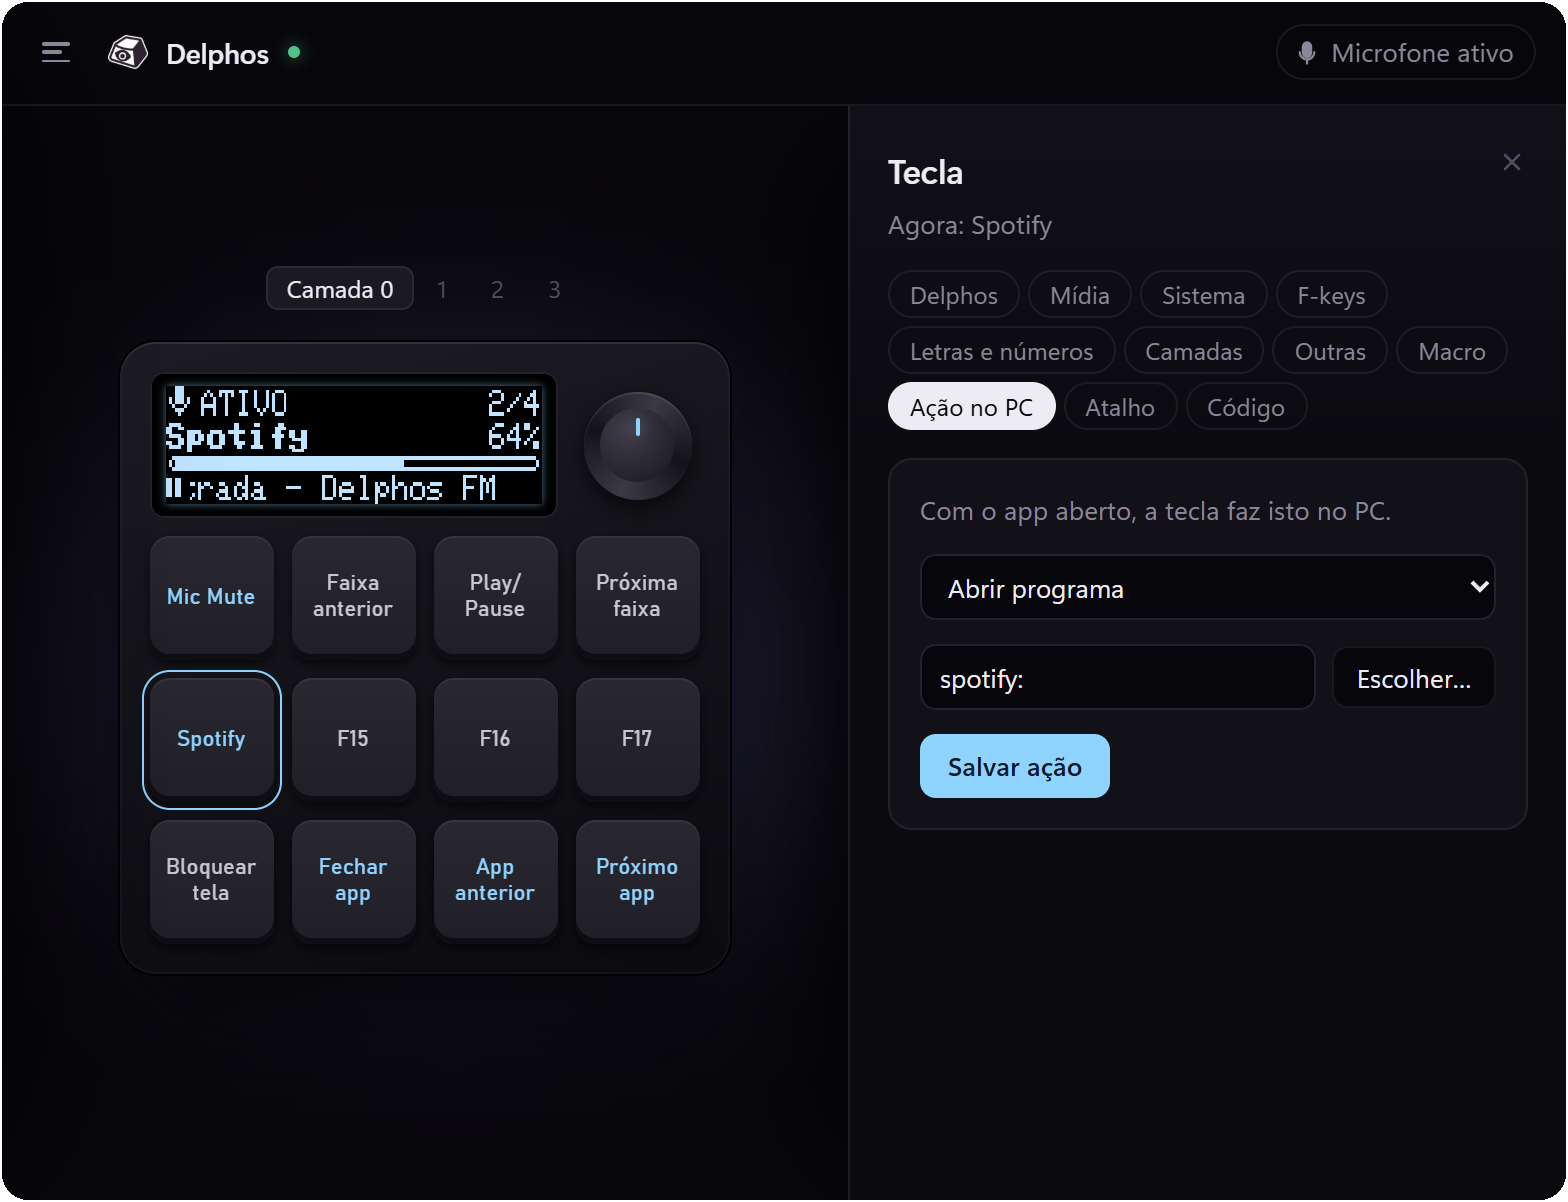 Delphos
Microfone ativo
Camada 0 1 2 3
ATIVO 2/4
Spotify 64%
rada - Delphos FM
Mic Mute
Faixa
anterior
Play/
Pause
Próxima
faixa
Spotify
F15
F16
F17
Bloquear
tela
Fechar
app
App
anterior
Próximo
app
Tecla
Agora: Spotify
Delphos Mídia Sistema F-keys
Letras e números Camadas Outras Macro
Ação no PC Atalho Código
Com o app aberto, a tecla faz isto no PC.
Abrir programa
spotify: Escolher...
Salvar ação